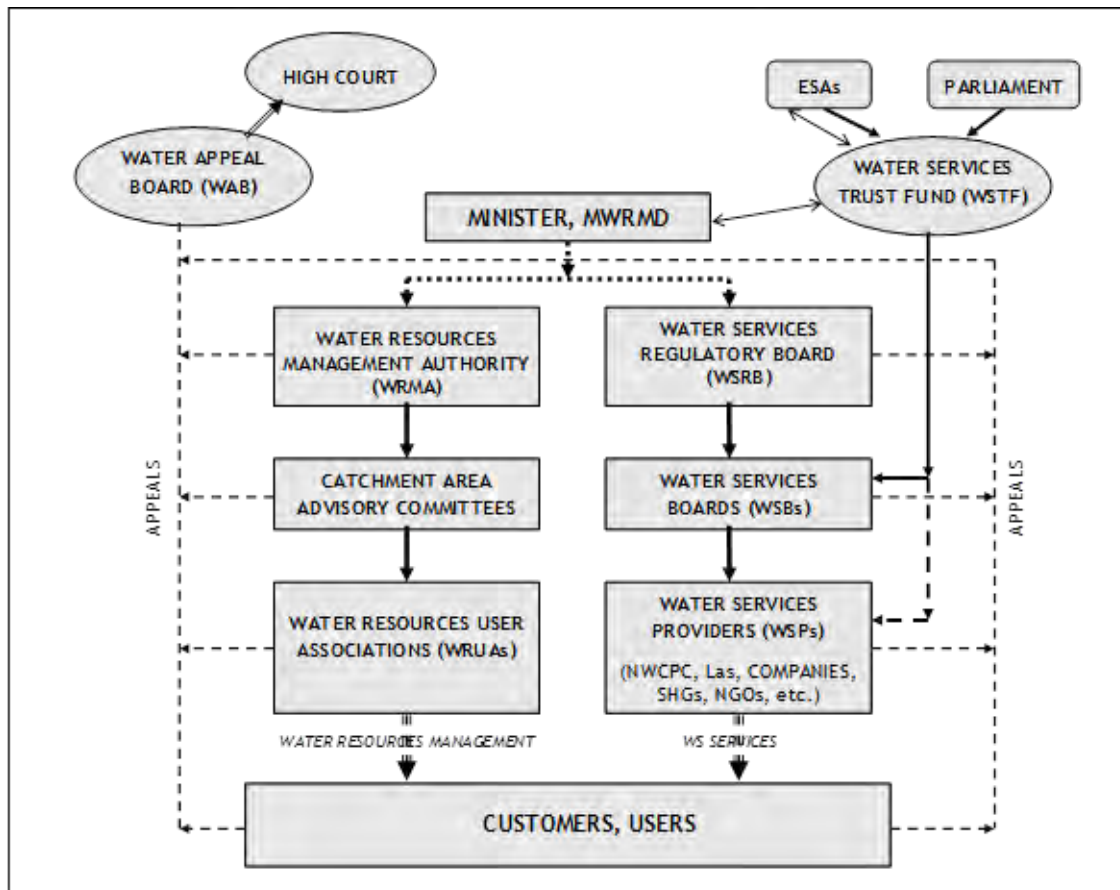 HIGH COURT
ESAs
PARLIAMENT
WATER APPEAL
BOARD (WAB)
WATER SERVICES
TRUST FUND (WSTF)
MINISTER, MWRMD
WATER RESOURCES
MANAGEMENT AUTHORITY
(WRMA)
WATER SERVICES
REGULATORY BOARD
(WSRB)
APPEALS
CATCHMENT AREA
ADVISORY COMMITTEES
WATER SERVICES
BOARDS (WSBs)
APPEALS
WATER RESOURCES USER
ASSOCIATIONS (WRUAs)
WATER SERVICES
PROVIDERS (WSPs)
(NWCPC, Las, COMPANIES,
SHGs, NGOs, etc.)
WATER RESOURCES MANAGEMENT
WS SERVICES
CUSTOMERS, USERS